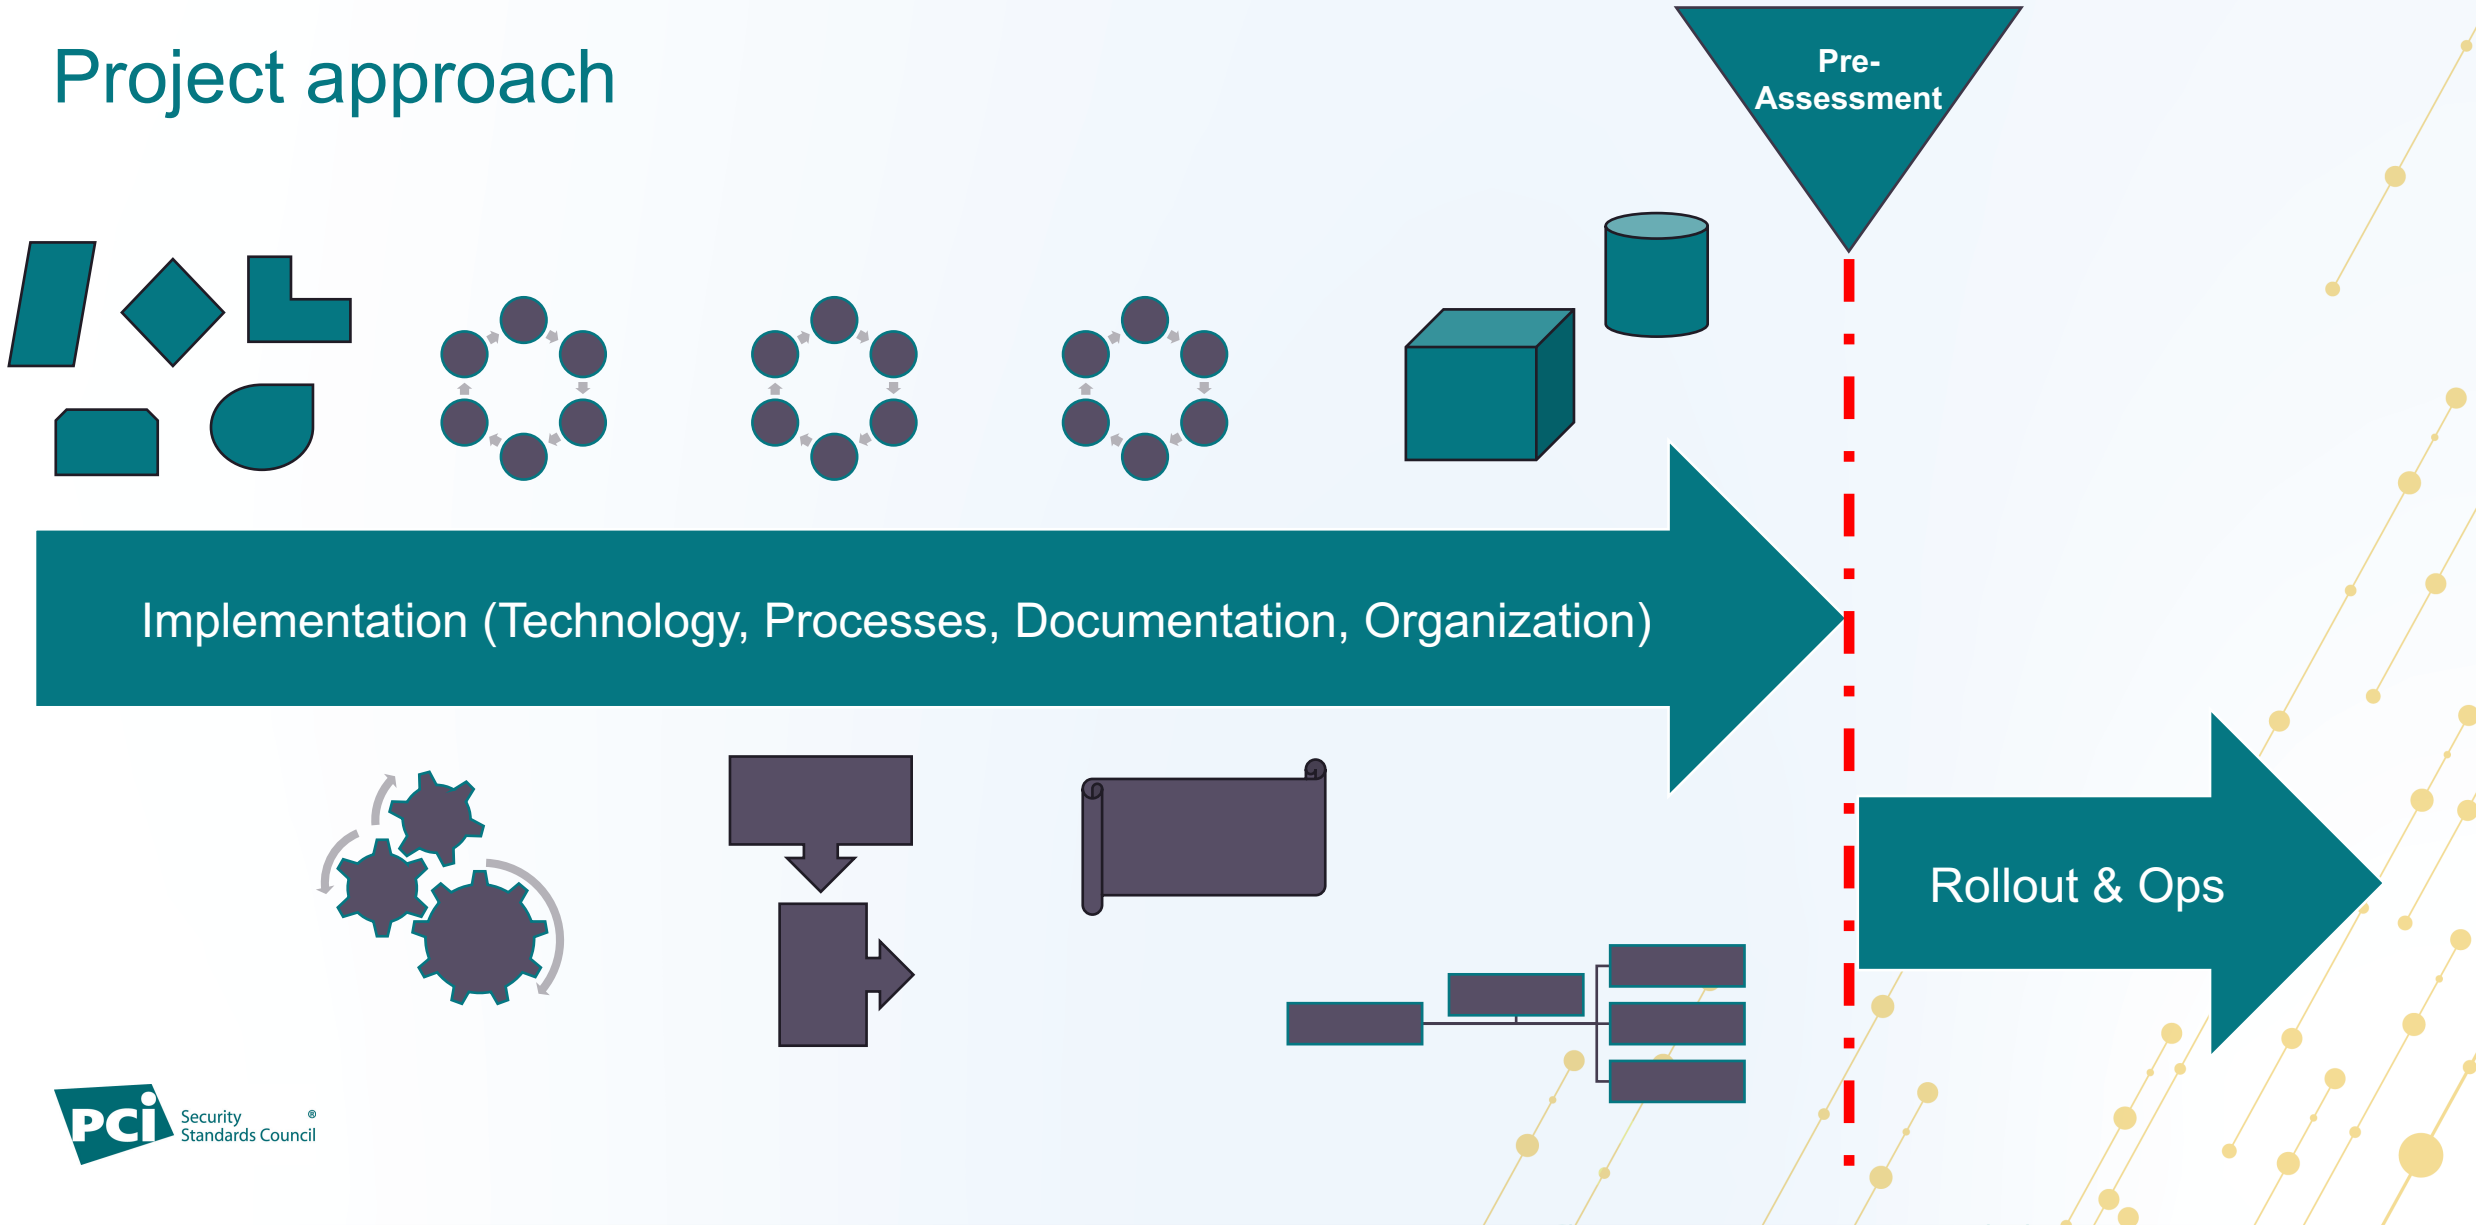 Project approach
Pre-
Assessment
Implementation (Technology, Processes, Documentation, Organization)
Rollout & Ops
PCi Security ®
Standards Council